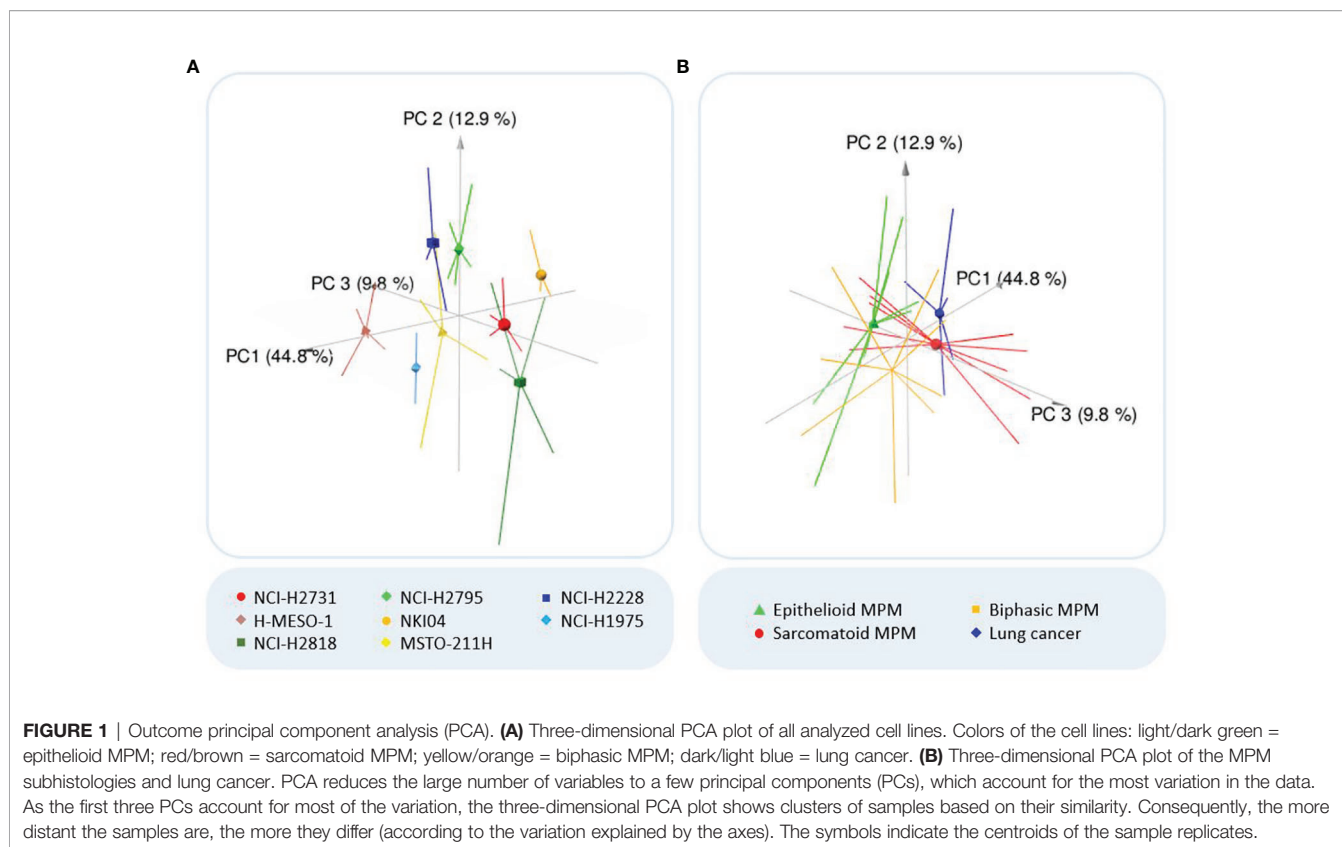 A
B
PC 2 (12.9 %)
PC 3 (9.8 %)
PC1 (44.8 %)
PC 2 (12.9 %)
PC1 (44.8 %)
PC 3 (9.8 %)
NCI-H2731
NCI-H2795
NCI-H2228
H-MESO-1
NKI04
NCI-H1975
NCI-H2818
MSTO-211H
Epithelioid MPM
Biphasic MPM
Sarcomatoid MPM
Lung cancer
FIGURE 1 | Outcome principal component analysis (PCA). (A) Three-dimensional PCA plot of all analyzed cell lines. Colors of the cell lines: light/dark green =
epithelioid MPM; red/brown = sarcomatoid MPM; yellow/orange = biphasic MPM; dark/light blue = lung cancer. (B) Three-dimensional PCA plot of the MPM
subhistologies and lung cancer. PCA reduces the large number of variables to a few principal components (PCs), which account for the most variation in the data.
As the first three PCs account for most of the variation, the three-dimensional PCA plot shows clusters of samples based on their similarity. Consequently, the more
distant the samples are, the more they differ (according to the variation explained by the axes). The symbols indicate the centroids of the sample replicates.